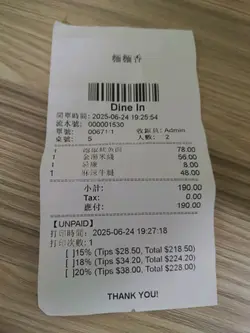 麵麵香
Dine In
開單時間: 2025-06-24 19:25:54
流水號: 000001530
單號: 00671 1 收銀員: Admin
桌號: 5 人數: 2
1 78.00
1 56.00
1 8.00
1 48.00
小計: 190.00
Tax: 0.00
應付: 190.00
【UNPAID】
打印時間: 2025-06-24 19:27:18
打印次數: 1
[ ]15% (Tips $28.50, Total $218.50)
[ ]18% (Tips $34.20, Total $224.20)
[ ]20% (Tips $38.00, Total $228.00)
THANK YOU!